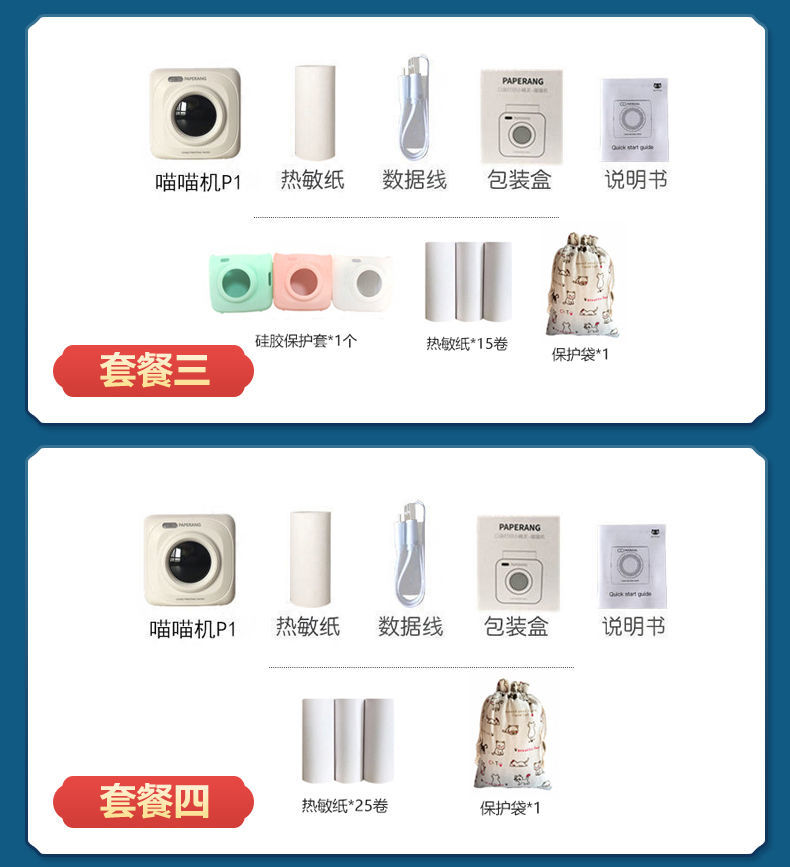 PAPERANG
PAPERANG
Quick start guide
喵喵机P1
热敏纸
数据线
包装盒
说明书
硅胶保护套*1个
热敏纸*15卷
保护袋*1
套餐三
PAPERANG
PAPERANG
Quick start guide
喵喵机P1
热敏纸
数据线
包装盒
说明书
热敏纸*25卷
保护袋*1
套餐四